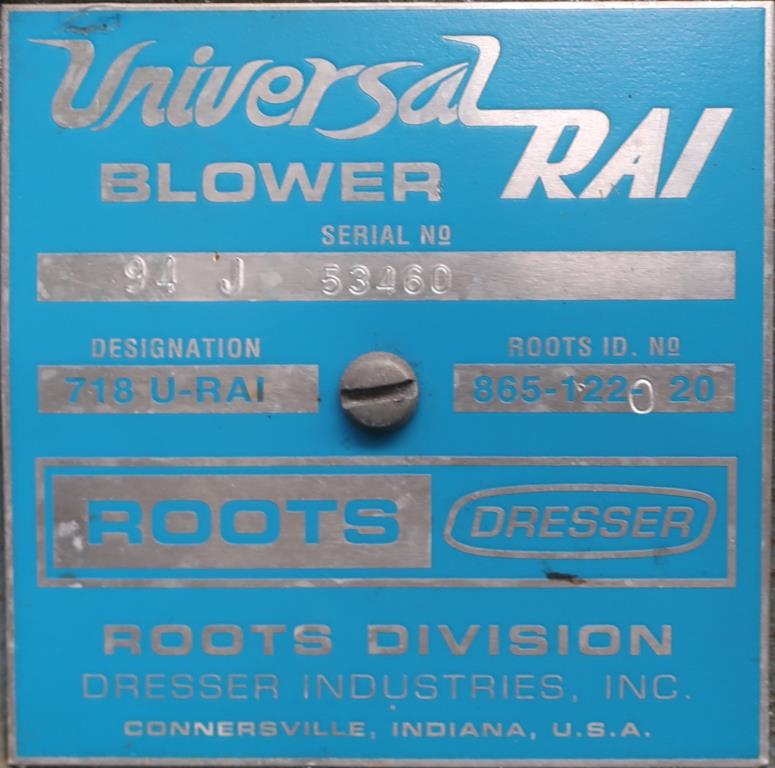 Universal RAI
BLOWER
SERIAL Nº
94 J 53460
DESIGNATION
718 U-RAI
ROOTS ID. Nº
865-122-0 20
ROOTS
DRESSER
ROOTS DIVISION
DRESSER INDUSTRIES, INC.
CONNERSVILLE, INDIANA, U.S.A.